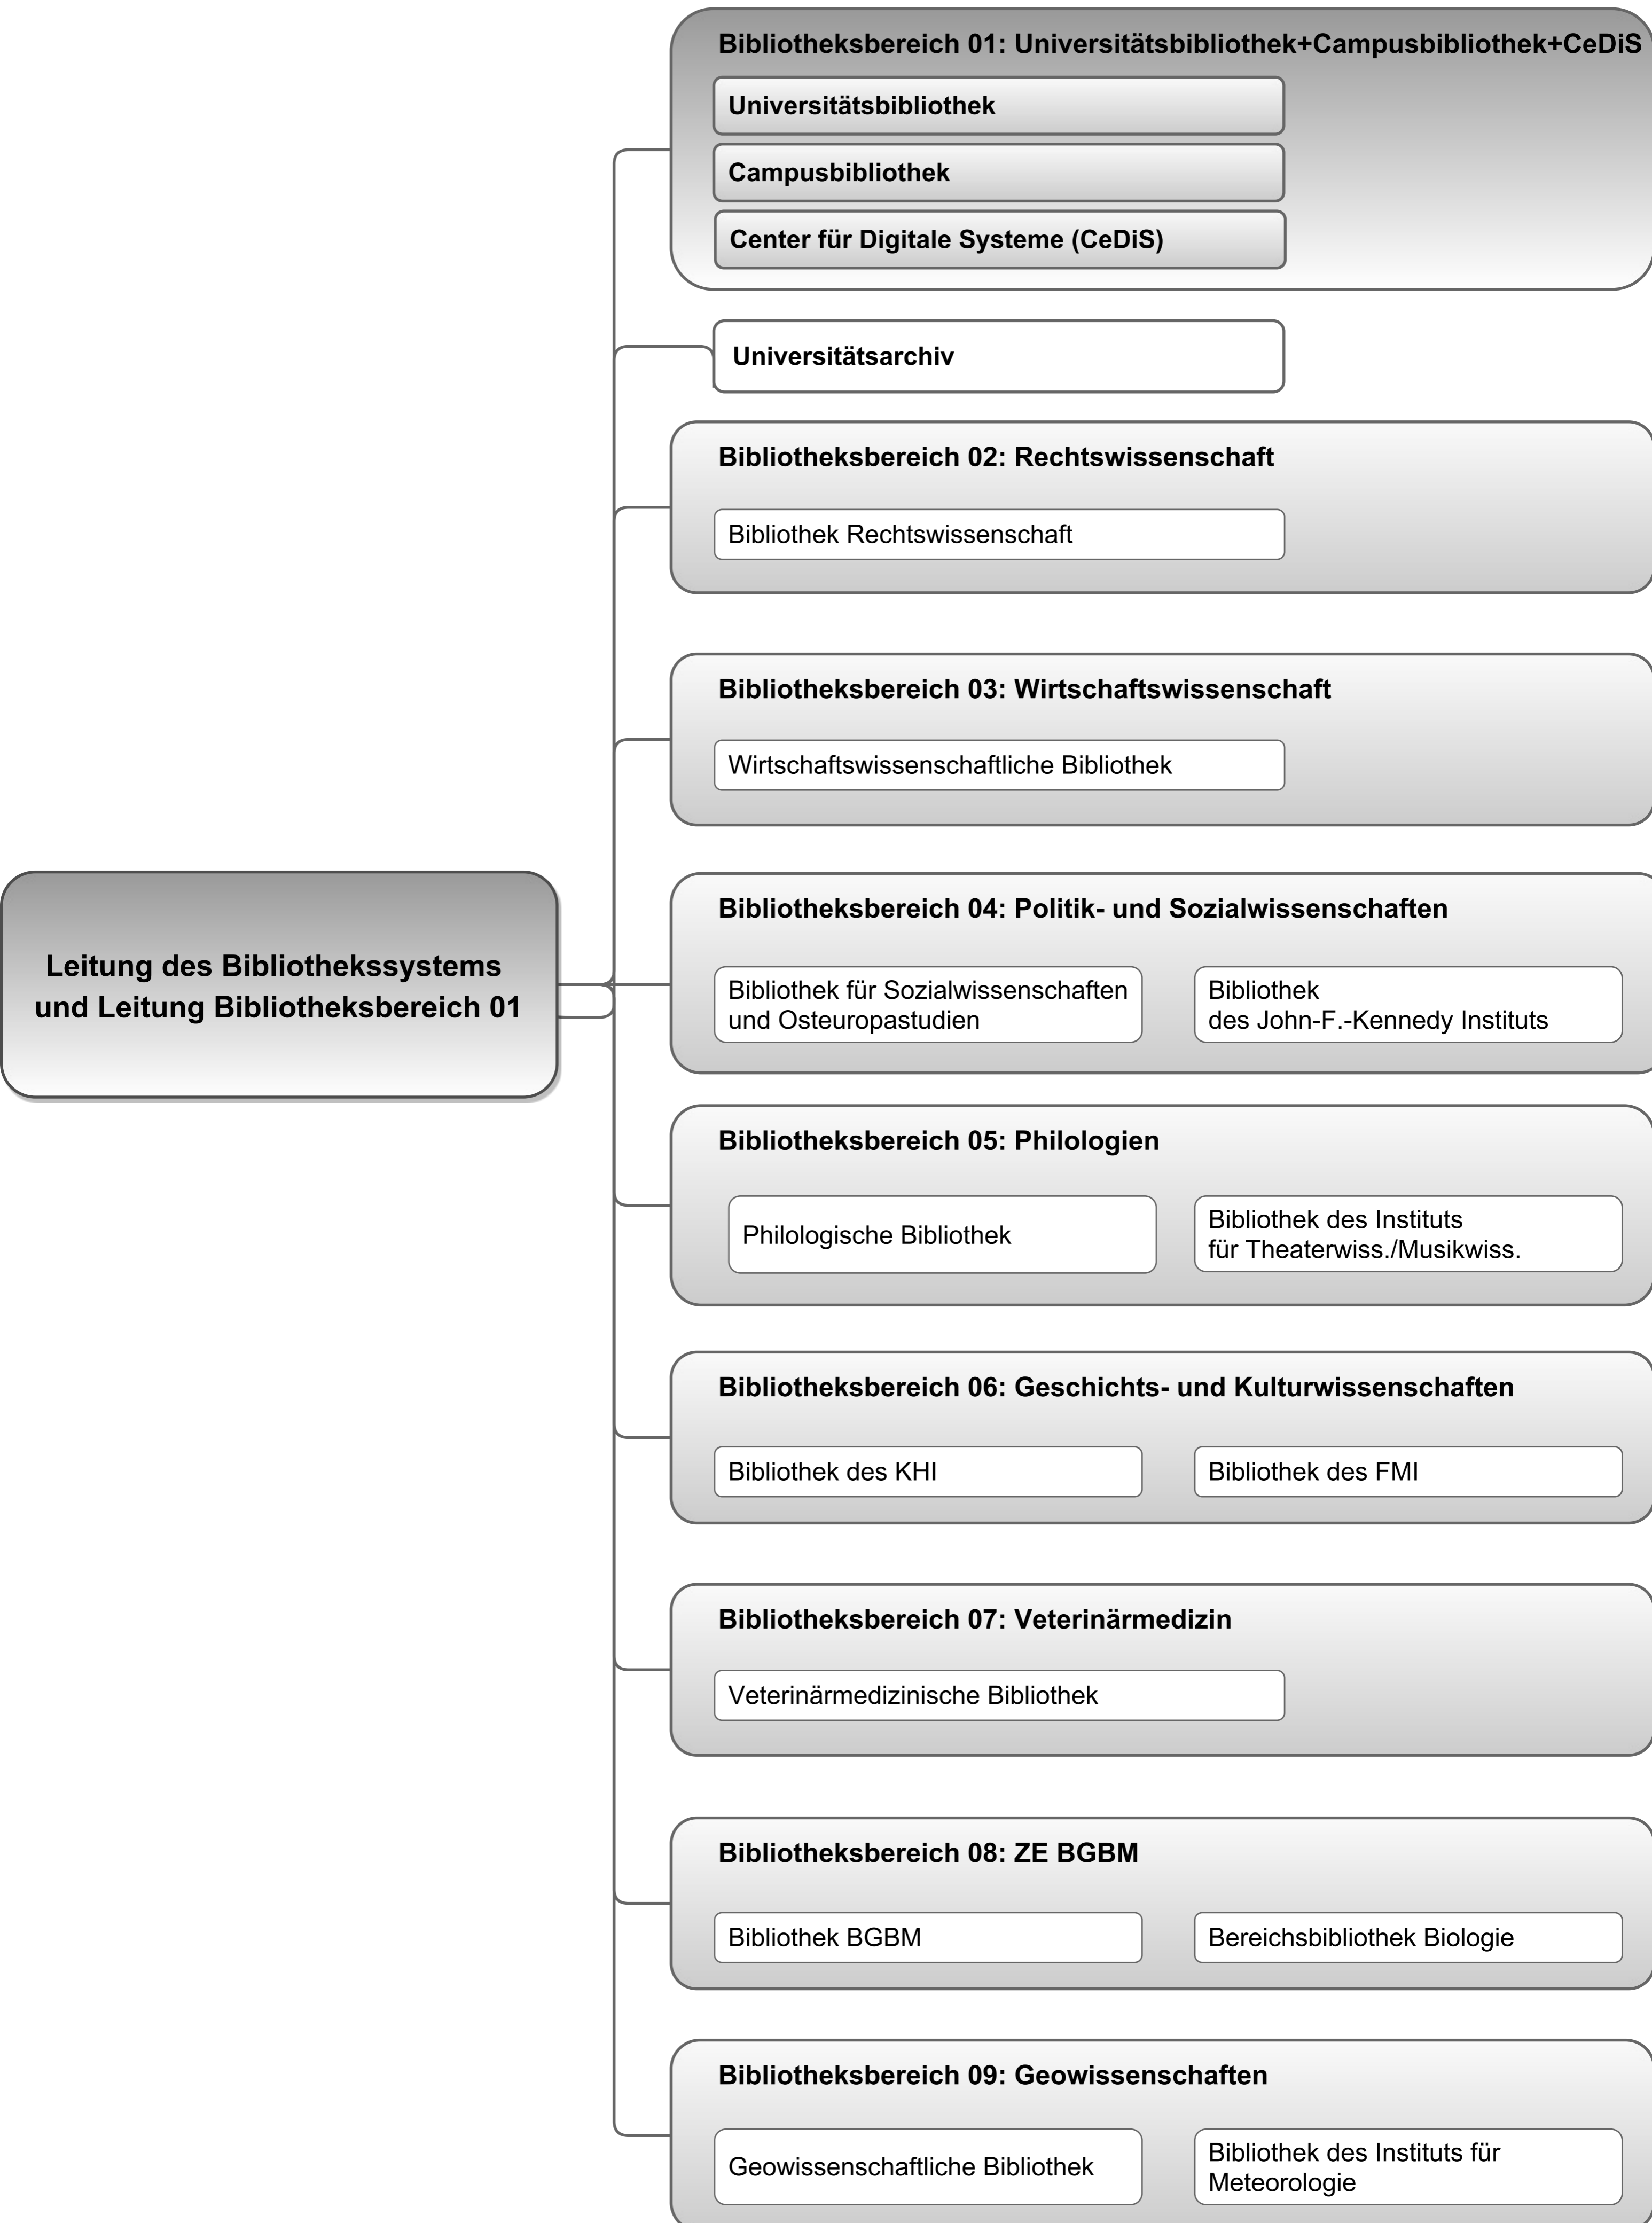 Bibliotheksbereich 01: Universitätsbibliothek+Campusbibliothek+CeDiS
Universitätsbibliothek
Campusbibliothek
Center für Digitale Systeme (CeDiS)
Universitätsarchiv
Bibliotheksbereich 02: Rechtswissenschaft
Bibliothek Rechtswissenschaft
Bibliotheksbereich 03: Wirtschaftswissenschaft
Wirtschaftswissenschaftliche Bibliothek
Leitung des Bibliothekssystems
und Leitung Bibliotheksbereich 01
Bibliotheksbereich 04: Politik- und Sozialwissenschaften
Bibliothek für Sozialwissenschaften
und Osteuropastudien
Bibliothek
des John-F.-Kennedy Instituts
Bibliotheksbereich 05: Philologien
Philologische Bibliothek
Bibliothek des Instituts
für Theaterwiss./Musikwiss.
Bibliotheksbereich 06: Geschichts- und Kulturwissenschaften
Bibliothek des KHI
Bibliothek des FMI
Bibliotheksbereich 07: Veterinärmedizin
Veterinärmedizinische Bibliothek
Bibliotheksbereich 08: ZE BGBM
Bibliothek BGBM
Bereichsbibliothek Biologie
Bibliotheksbereich 09: Geowissenschaften
Geowissenschaftliche Bibliothek
Bibliothek des Instituts für
Meteorologie